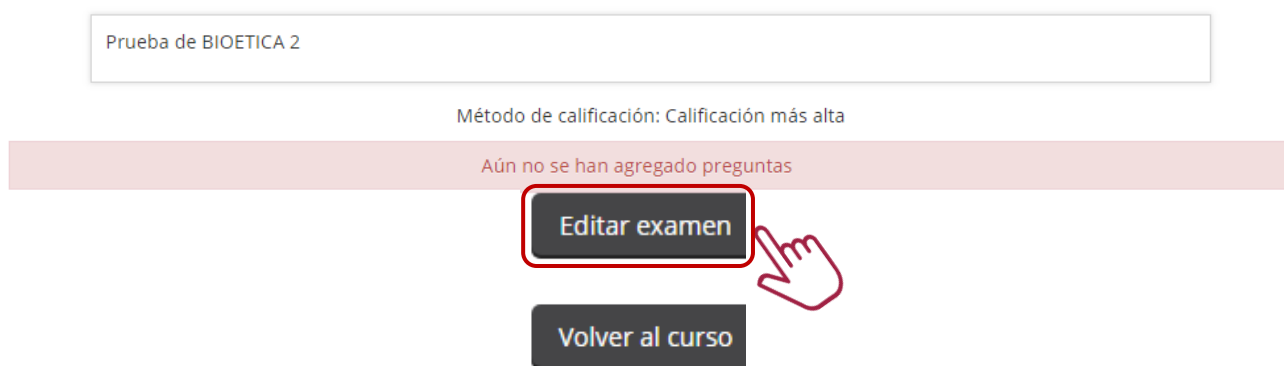 Prueba de BIOETICA 2
Método de calificación: Calificación más alta
Aún no se han agregado preguntas
Editar examen
Volver al curso